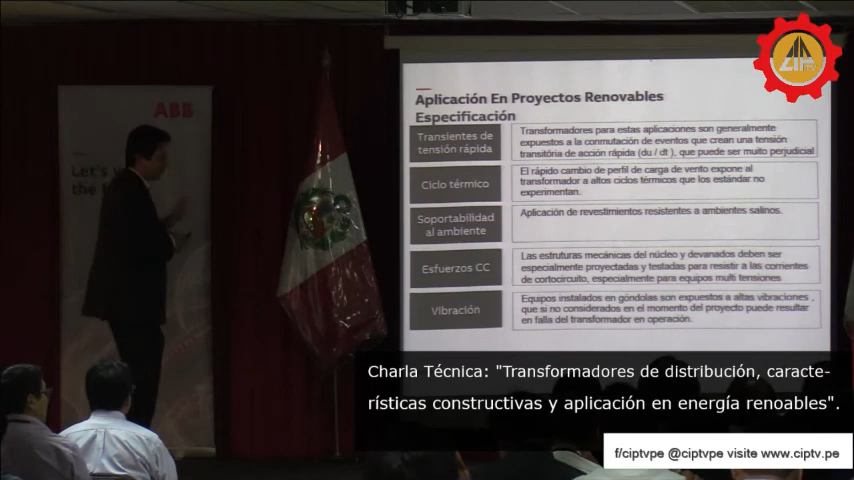 ABB
Let's
the
Aplicación En Proyectos Renovables
Especificación
Transientes de
tensión rápida
Transformadores para estas aplicaciones son generalmente
expuestos a la conmutación de eventos que crean una tensión
transitória de acción rápida (du / dt ), que puede ser muito perjudicial
Ciclo térmico
El rápido cambio de perfil de carga de vento expone al
transformador a altos ciclos térmicos que los estándar no
experimentan.
Soportabilidad
al ambiente
Aplicación de revestimientos resistentes a ambientes salinos.
Esfuerzos CC
Las estruturas mecánicas del núcleo y devanados deben ser
especialmente proyectadas y testadas para resistir a las corrientes
de cortocircuito, especialmente para equipos multi tensiones
Vibración
Equipos instalados en góndolas son expuestos a altas vibraciones ,
que si no considerados en el momento del proyecto puede resultar
en falla del transformador en operación.
Charla Técnica: "Transformadores de distribución, caracte-
rísticas constructivas y aplicación en energía renoables".
f/ciptvpe @ciptvpe visite www.ciptv.pe